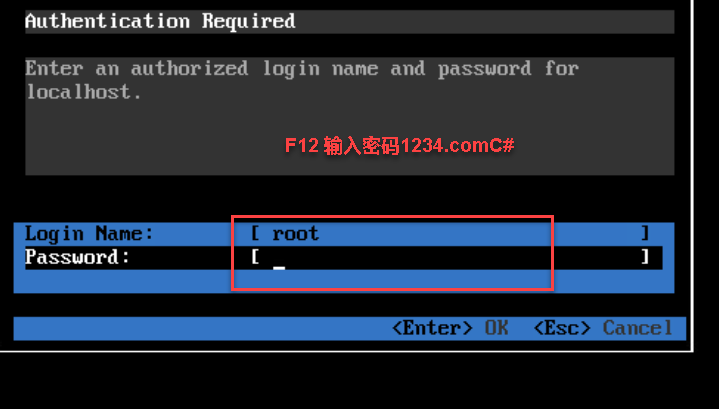 Authentication Required
Enter an authorized login name and password for
localhost.
F12 输入密码1234.comC#
Login Name: [ root ]
Password: [ _ ]
<Enter> OK <Esc> Cancel